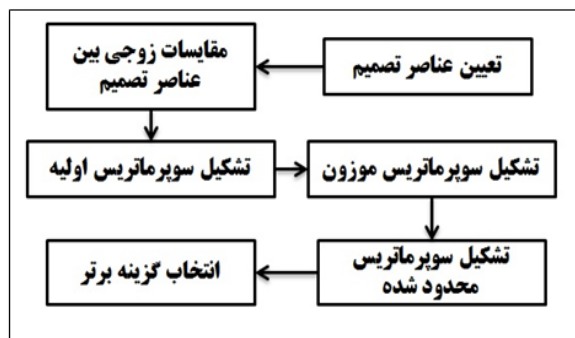 تعیین عناصر تصمیم
مقایسات زوجی بین
عناصر تصمیم
تشکیل سوپرماتریس اولیه
تشکیل سوپرماتریس موزون
تشکیل سوپرماتریس
محدود شده
انتخاب گزینه برتر